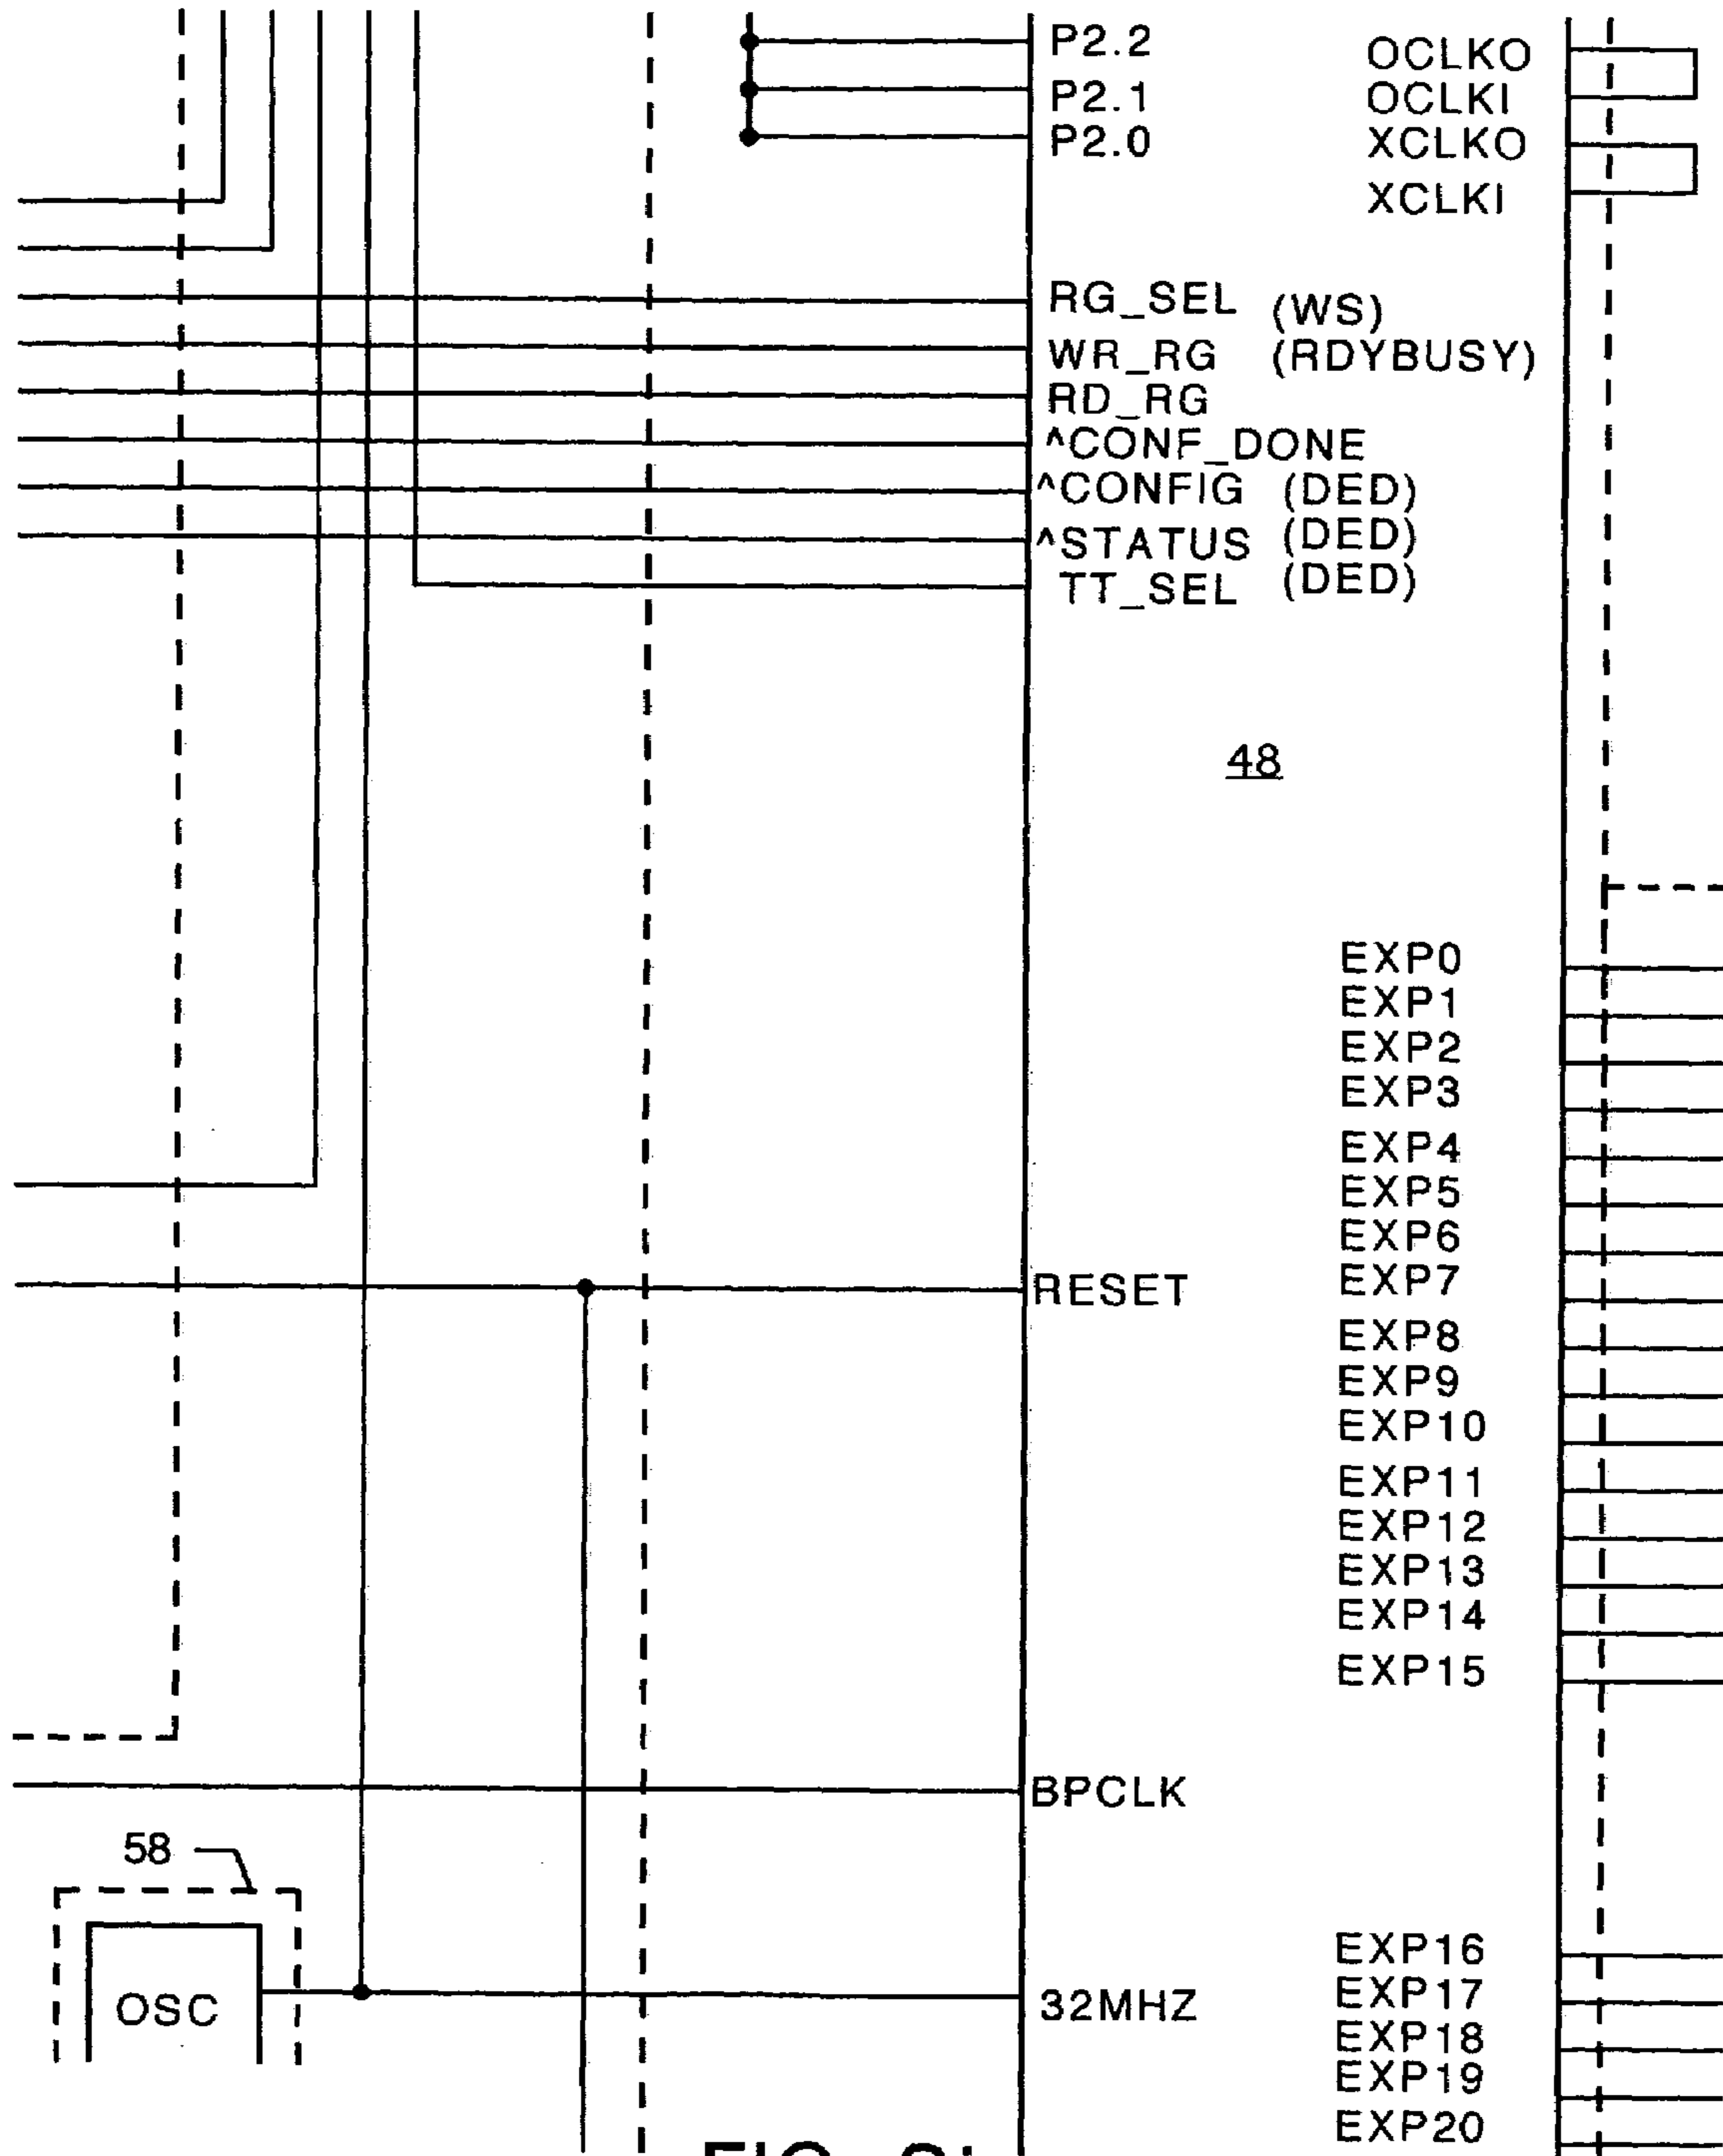 P2.2
P2.1
P2.0
OCLKO
OCLKI
XCLKO
XCLKI
RG_SEL (WS)
WR_RG (RDYBUSY)
RD_RG
^CONF_DONE
^CONFIG (DED)
^STATUS (DED)
TT_SEL (DED)
48
EXP0
EXP1
EXP2
EXP3
EXP4
EXP5
EXP6
EXP7
RESET
EXP8
EXP9
EXP10
EXP11
EXP12
EXP13
EXP14
EXP15
BPCLK
58
OSC
32MHZ
EXP16
EXP17
EXP18
EXP19
EXP20
FIG.